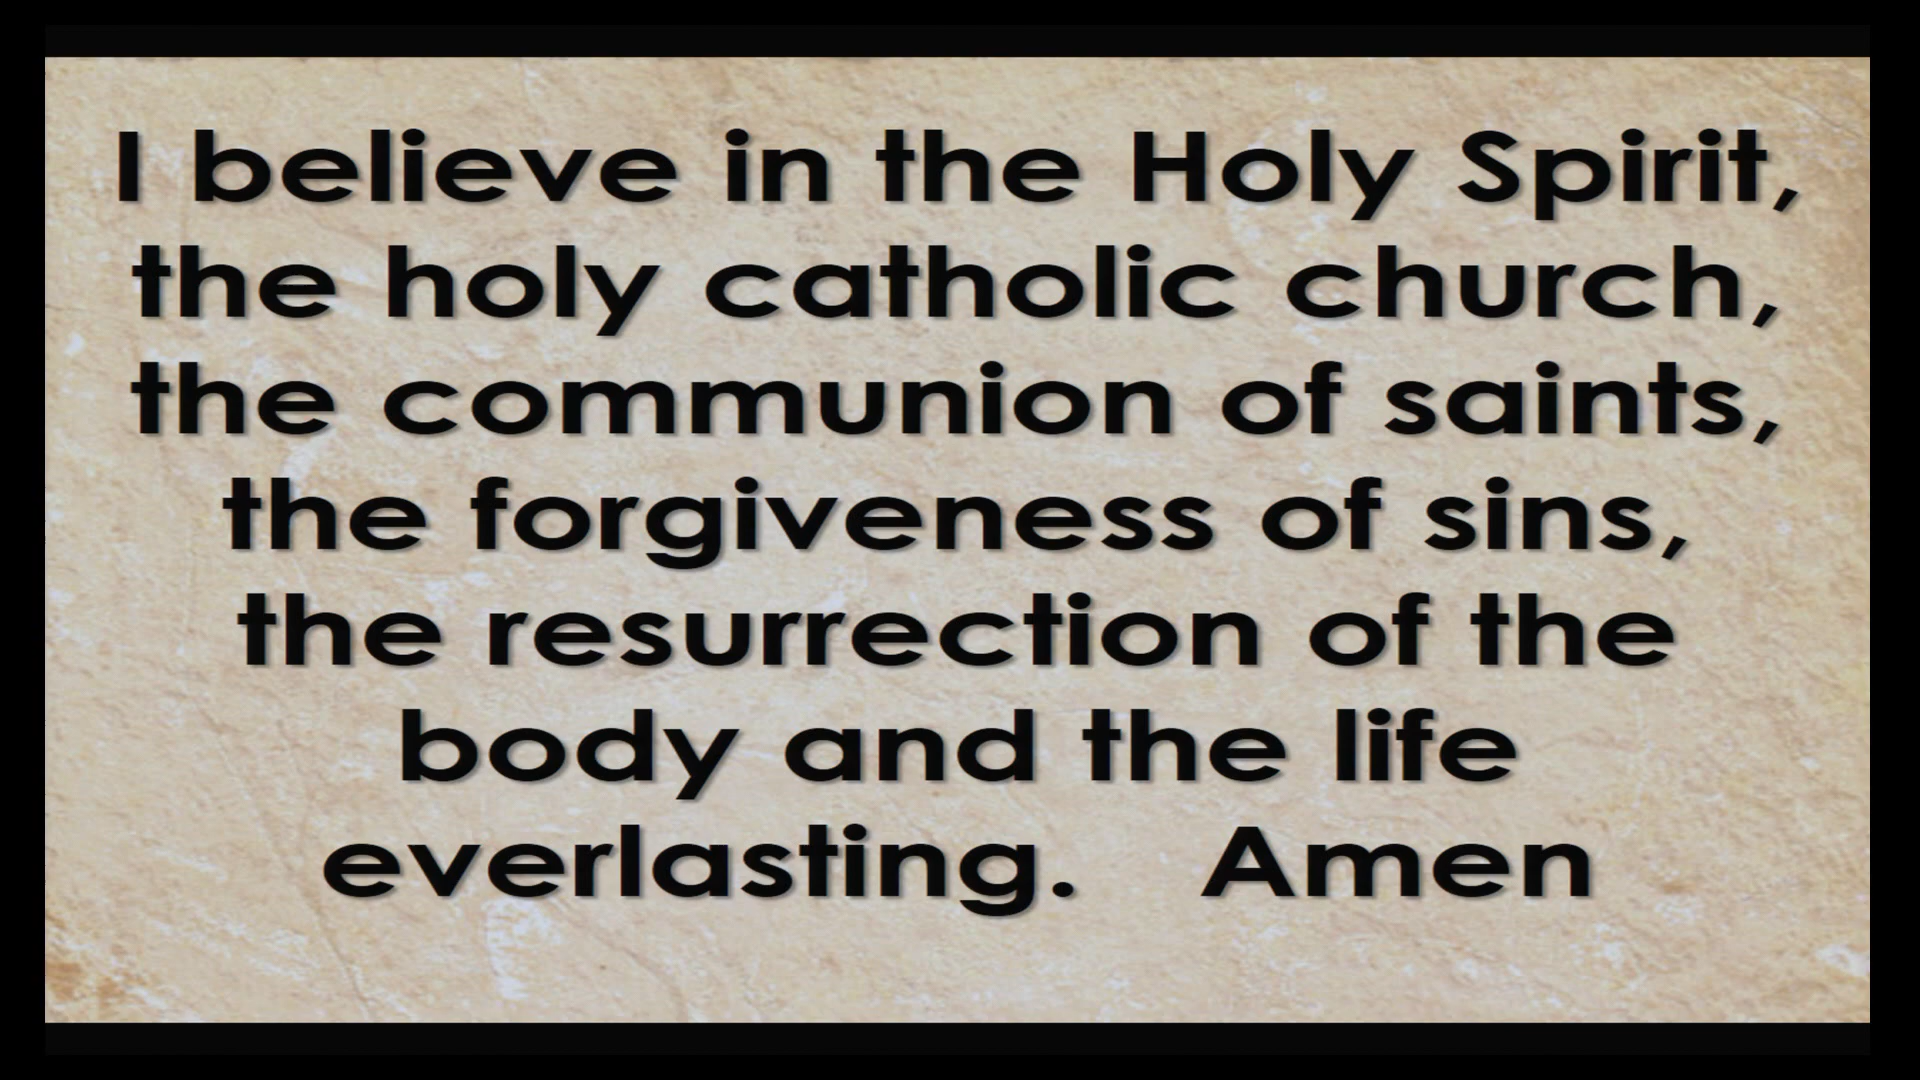 I believe in the Holy Spirit,
the holy catholic church,
the communion of saints,
the forgiveness of sins,
the resurrection of the
body and the life
everlasting. Amen